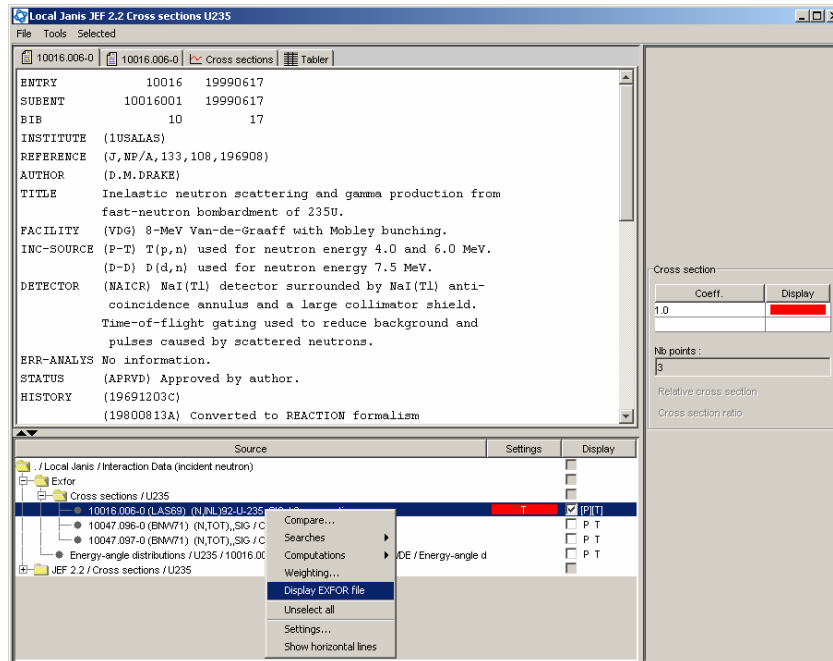 Local Janis JEF 2.2 Cross sections U235
File Tools Selected
10016.006-0 10016.006-0 Cross sections Tabler
ENTRY 10016 19990617
SUBENT 10016001 19990617
BIB 10 17
INSTITUTE (1USALAS)
REFERENCE (J,NP/A,133,108,196908)
AUTHOR (D.M.DRAKE)
TITLE Inelastic neutron scattering and gamma production from
fast-neutron bombardment of 235U.
FACILITY (VDG) 8-MeV Van-de-Graaff with Mobley bunching.
INC-SOURCE (P-T) T(p,n) used for neutron energy 4.0 and 6.0 MeV.
(D-D) D(d,n) used for neutron energy 7.5 MeV.
DETECTOR (NAICR) NaI(Tl) detector surrounded by NaI(Tl) anti-
coincidence annulus and a large collimator shield.
Time-of-flight gating used to reduce background and
pulses caused by scattered neutrons.
ERR-ANALYS No information.
STATUS (APRVD) Approved by author.
HISTORY (19691203C)
(19800813A) Converted to REACTION formalism
Cross section
Coeff. Display
1.0
Nb points :
3
Relative cross section
Cross section ratio
Source Settings Display
. / Local Janis / Interaction Data (incident neutron)
Exfor
Cross sections / U235
10016.006-0 (LAS69) (N,INL)92-U-235 T [P][T]
10047.096-0 (BNW71) (N,TOT),,SIG / C P T
10047.097-0 (BNW71) (N,TOT),,SIG / C P T
Energy-angle distributions / U235 / 10016.00 /DE / Energy-angle d P T
JEF 2.2 / Cross sections / U235
Compare...
Searches
Computations
Weighting...
Display EXFOR file
Unselect all
Settings...
Show horizontal lines